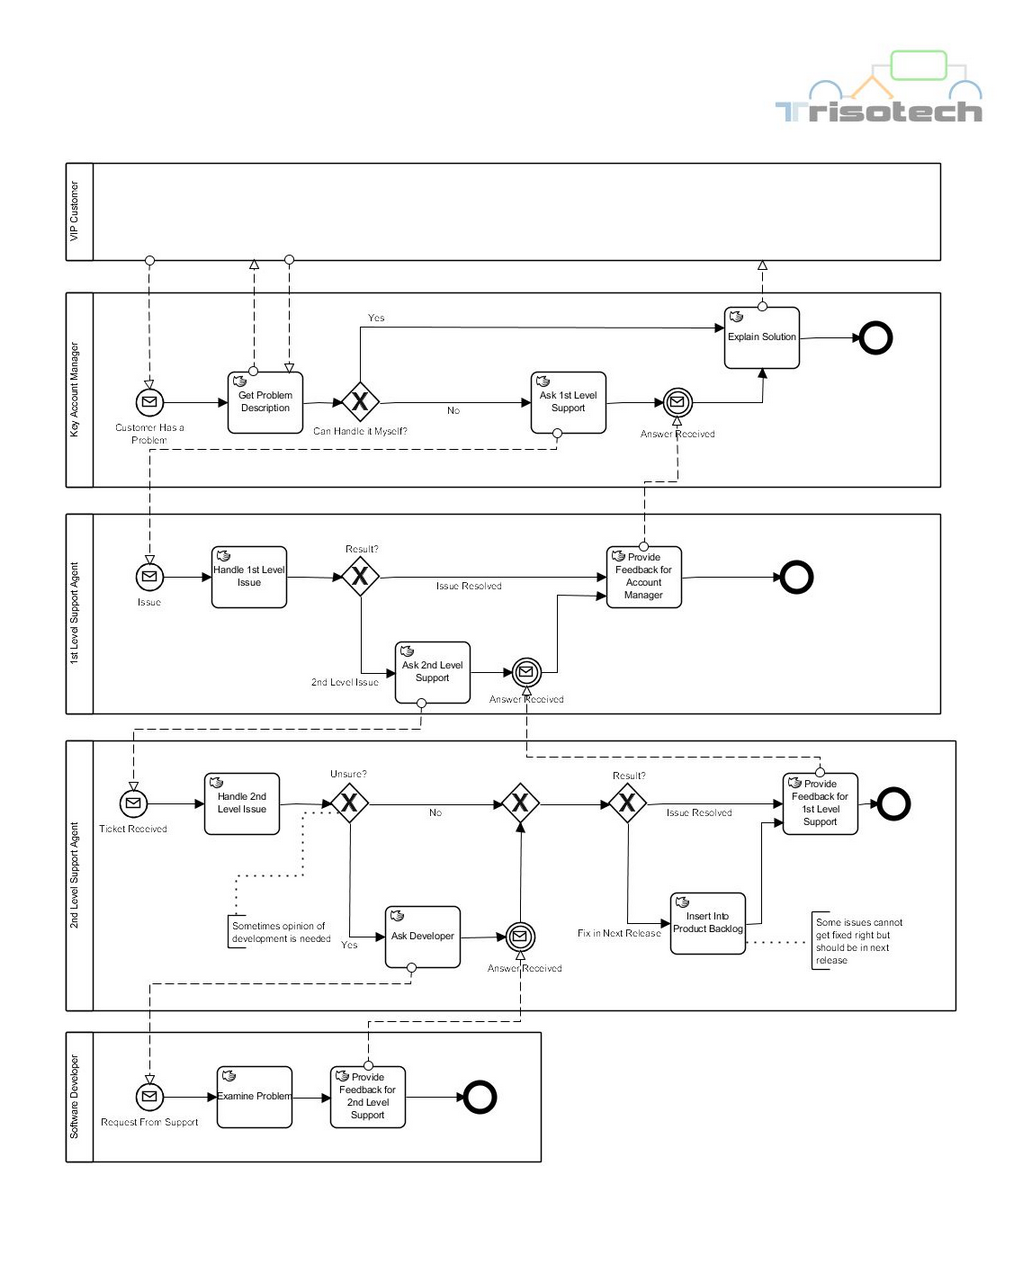 Trisotech
VIP Customer
Key Account Manager
Yes
Explain Solution
Get Problem
Description
Ask 1st Level
Support
Customer Has a
Problem
Can Handle it Myself?
No
Answer Received
1st Level Support Agent
Result?
Handle 1st Level
Issue
Issue Resolved
Provide
Feedback for
Account
Manager
Issue
2nd Level Issue
Ask 2nd Level
Support
Answer Received
2nd Level Support Agent
Unsure?
Result?
Handle 2nd
Level Issue
Provide
Feedback for
1st Level
Support
Ticket Received
No
Issue Resolved
Sometimes opinion of
development is needed
Yes
Ask Developer
Answer Received
Fix in Next Release
Insert Into
Product Backlog
Some issues cannot
get fixed right but
should be in next
release
Software Developer
Request From Support
Examine Problem
Provide
Feedback for
2nd Level
Support